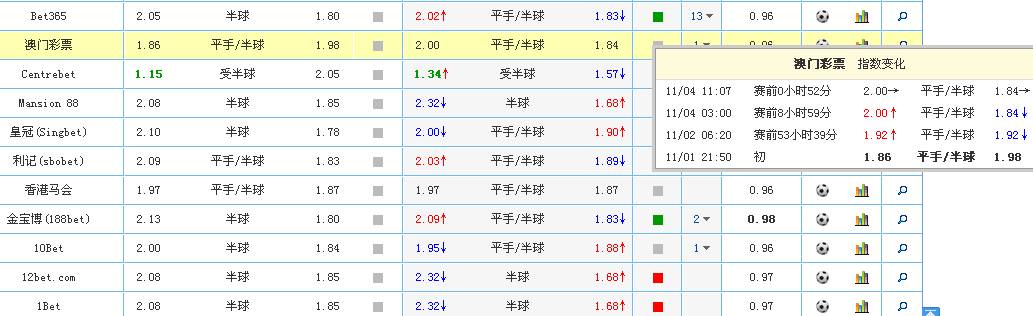 Bet365 2.05 半球 1.80 2.02↑ 平手/半球 1.83↓ 13 0.96
澳门彩票 1.86 平手/半球 1.98 2.00 平手/半球 1.84
澳门彩票 指数变化
Centrebet 1.15 受半球 2.05 1.34↑ 受半球 1.57↓
11/04 11:07 赛前0小时52分 2.00→ 平手/半球 1.84→
Mansion 88 2.08 半球 1.85 2.32↓ 半球 1.68↑
11/04 03:00 赛前8小时59分 2.00↑ 平手/半球 1.84↓
皇冠(Singbet) 2.10 半球 1.78 2.00↓ 平手/半球 1.90↑
11/02 06:20 赛前53小时39分 1.92↑ 平手/半球 1.92↓
利记(sbobet) 2.09 平手/半球 1.83 2.03↑ 平手/半球 1.89↓
11/01 21:50 初 1.86 平手/半球 1.98
香港马会 1.97 平手/半球 1.87 1.97 平手/半球 1.87 0.96
金宝博(188bet) 2.13 半球 1.80 2.09↑ 平手/半球 1.83↓ 2 0.98
10Bet 2.00 半球 1.84 1.95↓ 平手/半球 1.88↑ 1 0.96
12bet.com 2.08 半球 1.85 2.32↓ 半球 1.68↑ 0.97
1Bet 2.08 半球 1.85 2.32↓ 半球 1.68↑ 0.97